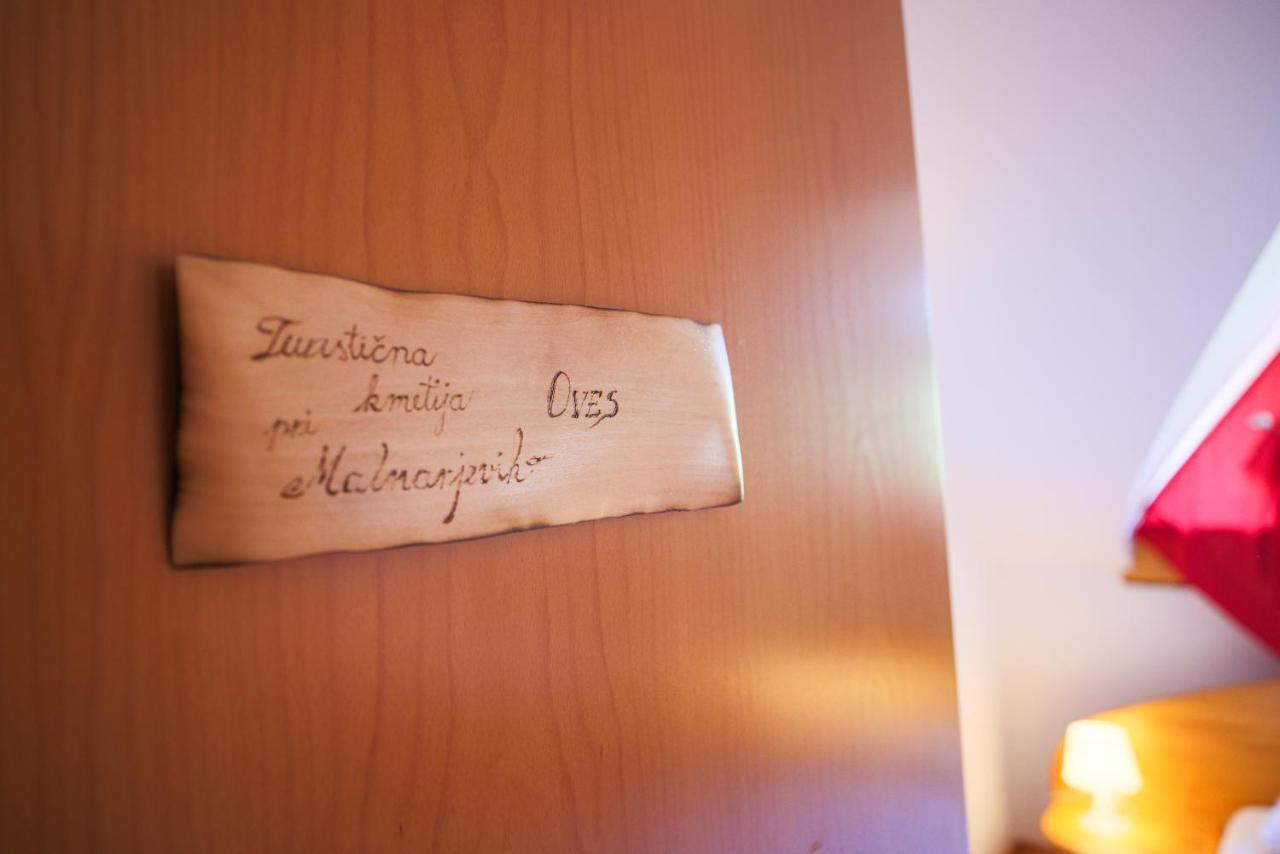 Turistična
kmetija
pri
Malnarjevih
Oves